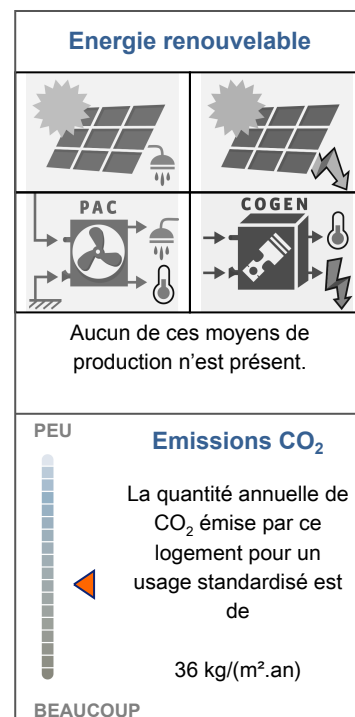 Energie renouvelable
PAC
COGEN
Aucun de ces moyens de
production n’est présent.
PEU
Emissions CO₂
La quantité annuelle de
CO₂ émise par ce
logement pour un
usage standardisé est
de
36 kg/(m².an)
BEAUCOUP